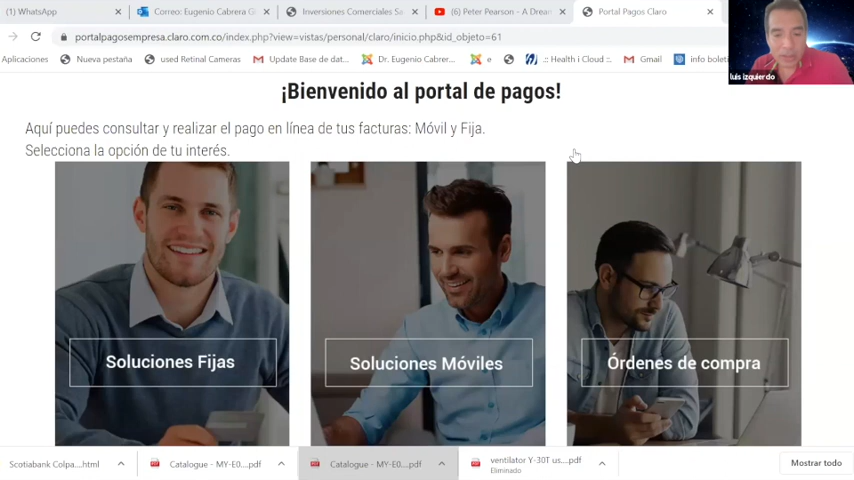 (1) WhatsApp
Correo: Eugenio Cabrera G
Inversiones Comerciales Se
(6) Peter Pearson - A Drean
Portal Pagos Claro
portalpagosempresa.claro.com.co/index.php?view=vistas/personal/claro/inicio.php&id_objeto=61
Aplicaciones
Nueva pestaña
used Retinal Cameras
Update Base de dat...
Dr. Eugenio Cabrer...
e
.:: Health i Cloud ::.
Gmail
info boleti
luis izquierdo
¡Bienvenido al portal de pagos!
Aquí puedes consultar y realizar el pago en línea de tus facturas: Móvil y Fija.
Selecciona la opción de tu interés.
Soluciones Fijas
Soluciones Móviles
Órdenes de compra
Scotiabank Colpa....html
Catalogue - MY-E0....pdf
Catalogue - MY-E0....pdf
ventilator Y-30T us....pdf
Eliminado
Mostrar todo